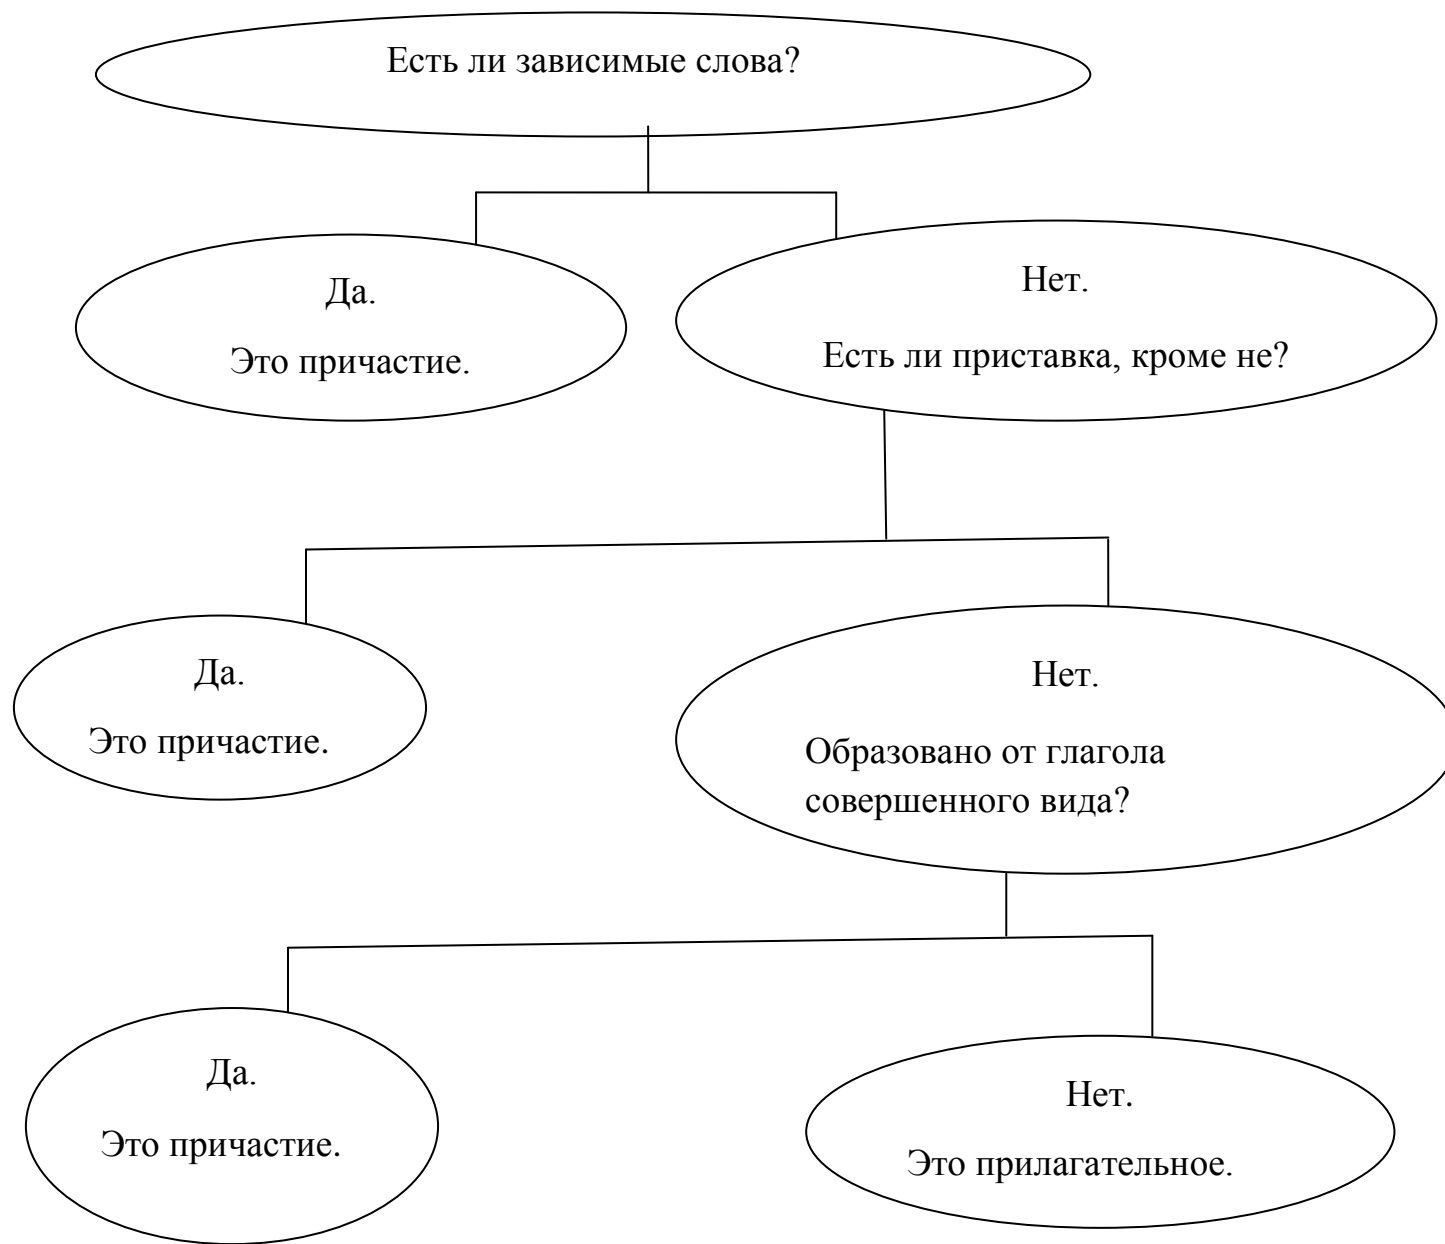 Есть ли зависимые слова?
Да.
Это причастие.
Нет.
Есть ли приставка, кроме не?
Да.
Это причастие.
Нет.
Образовано от глагола
совершенного вида?
Да.
Это причастие.
Нет.
Это прилагательное.